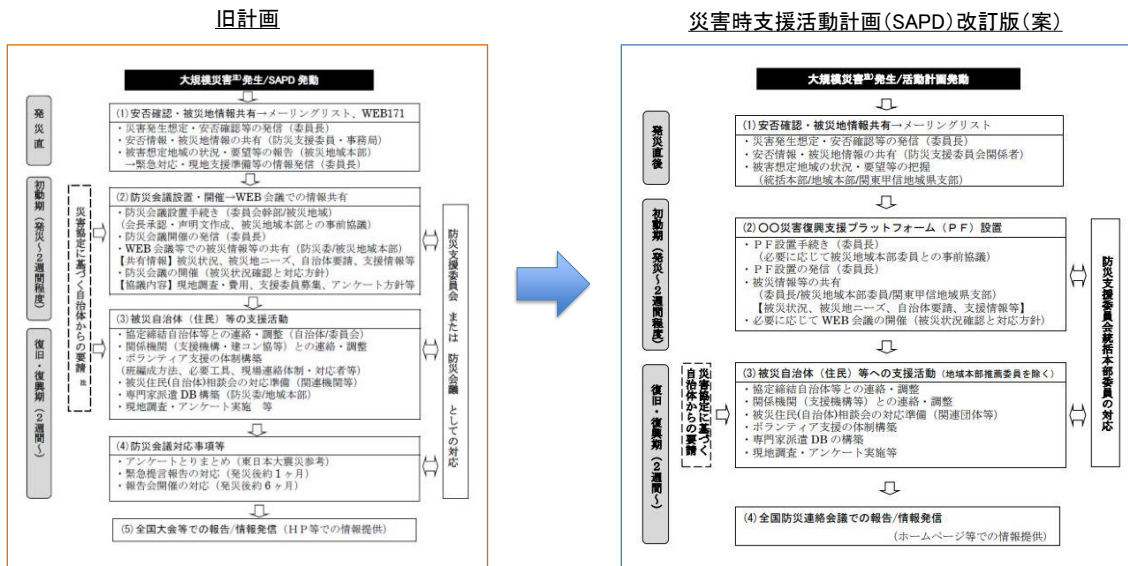 旧計画
大規模災害注)発生/SAPD 発動
発災直
初動期(発災~2週間程度)
復旧・復興期(2週間~)
災害協定に基づく自治体からの要請
(1)安否確認・被災地情報共有→メーリングリスト、WEB171
・災害発生想定・安否確認等の発信(委員長)
・安否情報・被災地情報の共有(防災支援委員・事務局)
・被害想定地域の状況・要望等の報告(被災地域本部)
→緊急対応・現地支援準備等の情報発信(委員長)
(2)防災会議設置・開催→WEB会議での情報共有
・防災会議設置手続き(委員会幹部/被災地域)
(会長承認・声明文作成、被災地域本部との事前協議)
・防災会議開催の発信(委員長)
・WEB会議等での被災情報等の共有(防災委/被災地域本部)
【共有情報】被災状況、被災地ニーズ、自治体要請、支援情報等
・防災会議の開催(被災状況確認と対応方針)
【協議内容】現地調査・費用、支援委員募集、アンケート方針等
(3)被災自治体(住民)等の支援活動
・協定締結自治体等との連絡・調整(自治体/委員会)
・関係機関(支援機構・建コン協等)との連絡・調整
・ボランティア支援の体制構築
(班編成方法、必要工具、現場連絡体制・対応者等)
・被災住民(自治体)相談会の対応準備(関連機関等)
・専門家派遣DB構築(防災委/地域本部)
・現地調査・アンケート実施 等
(4)防災会議対応事項等
・アンケートとりまとめ(東日本大震災参考)
・緊急提言報告の対応(発災後約1ヶ月)
・報告会開催の対応(発災後約6ヶ月)
(5)全国大会等での報告/情報発信(HP等での情報提供)
防災支援委員会 または 防災会議 としての対応
災害時支援活動計画(SAPD)改訂版(案)
大規模災害注)発生/活動計画発動
発災直後
初動期(発災~2週間程度)
復旧・復興期(2週間~)
災害協定に基づく
自治体からの要請
(1)安否確認・被災地情報共有→メーリングリスト
・災害発生想定・安否確認等の発信(委員長)
・安否情報・被災地情報の共有(防災支援委員会関係者)
・被害想定地域の状況・要望等の把握
(統括本部/地域本部/関東甲信地域県支部)
(2)〇〇災害復興支援プラットフォーム(PF)設置
・PF設置手続き(委員長)
(必要に応じて被災地域本部委員との事前協議)
・PF設置の発信(委員長)
・被災情報等の共有
(委員長/被災地域本部委員/関東甲信地域県支部)
【被災状況、被災地ニーズ、自治体要請、支援情報等】
・必要に応じてWEB会議の開催(被災状況確認と対応方針)
(3)被災自治体(住民)等への支援活動(地域本部推薦委員を除く)
・協定締結自治体等との連絡・調整
・関係機関(支援機構等)との連絡・調整
・被災住民(自治体)相談会の対応準備(関連団体等)
・ボランティア支援の体制構築
・専門家派遣DBの構築
・現地調査・アンケート実施等
(4)全国防災連絡会議での報告/情報発信
(ホームページ等での情報提供)
防災支援委員会統括本部委員の対応